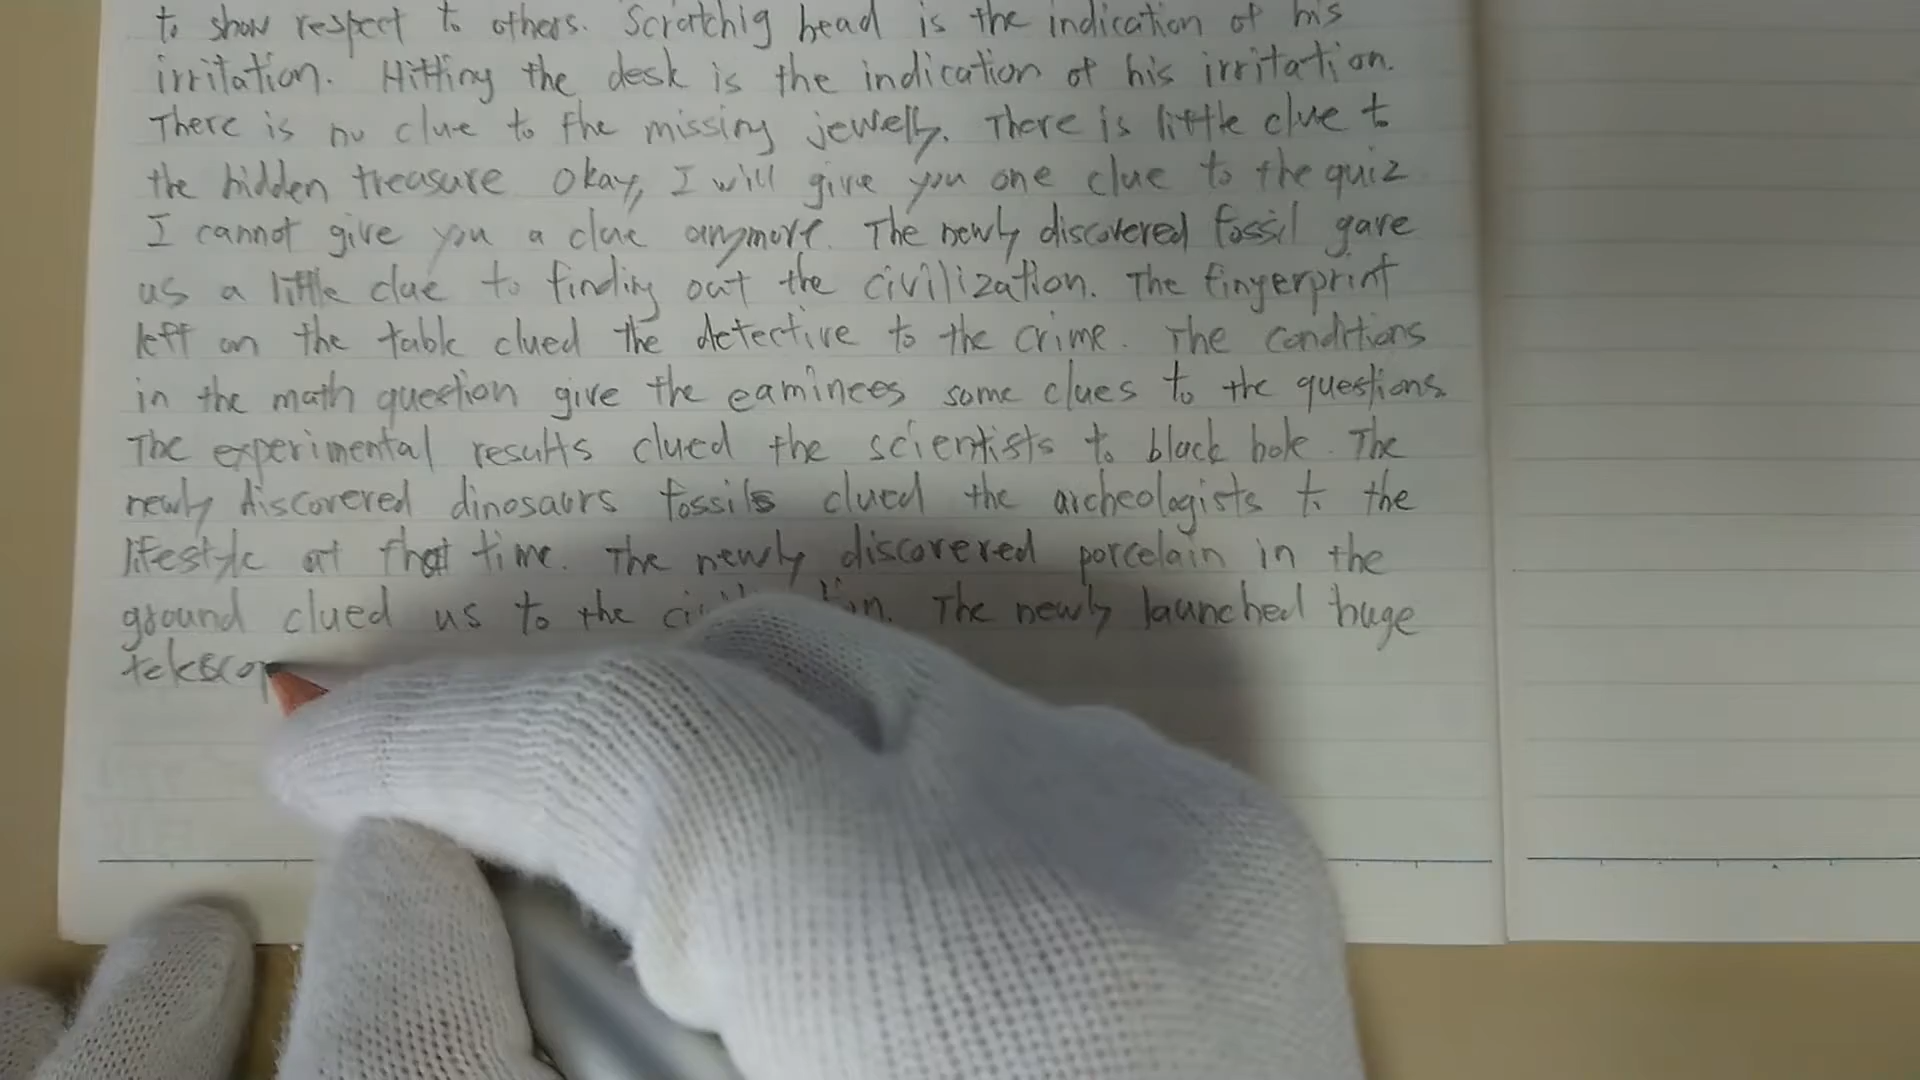 to show respect to others. Scratchig head is the indication of his
irritation. Hitting the desk is the indication of his irritation.
There is no clue to the missing jewelly. There is little clue to
the hidden treasure Okay, I will give you one clue to the quiz
I cannot give you a clue anymore. The newly discovered fossil gave
us a little clue to finding out the civilization. The fingerprint
left on the table clued the detective to the crime. The conditions
in the math question give the eaminees some clues to the questions.
The experimental results clued the scientists to black hole. The
newly discovered dinosaurs fossils clued the archeologists to the
lifestyle at that time. The newly discovered porcelain in the
ground clued us to the The newly launched huge
telescop